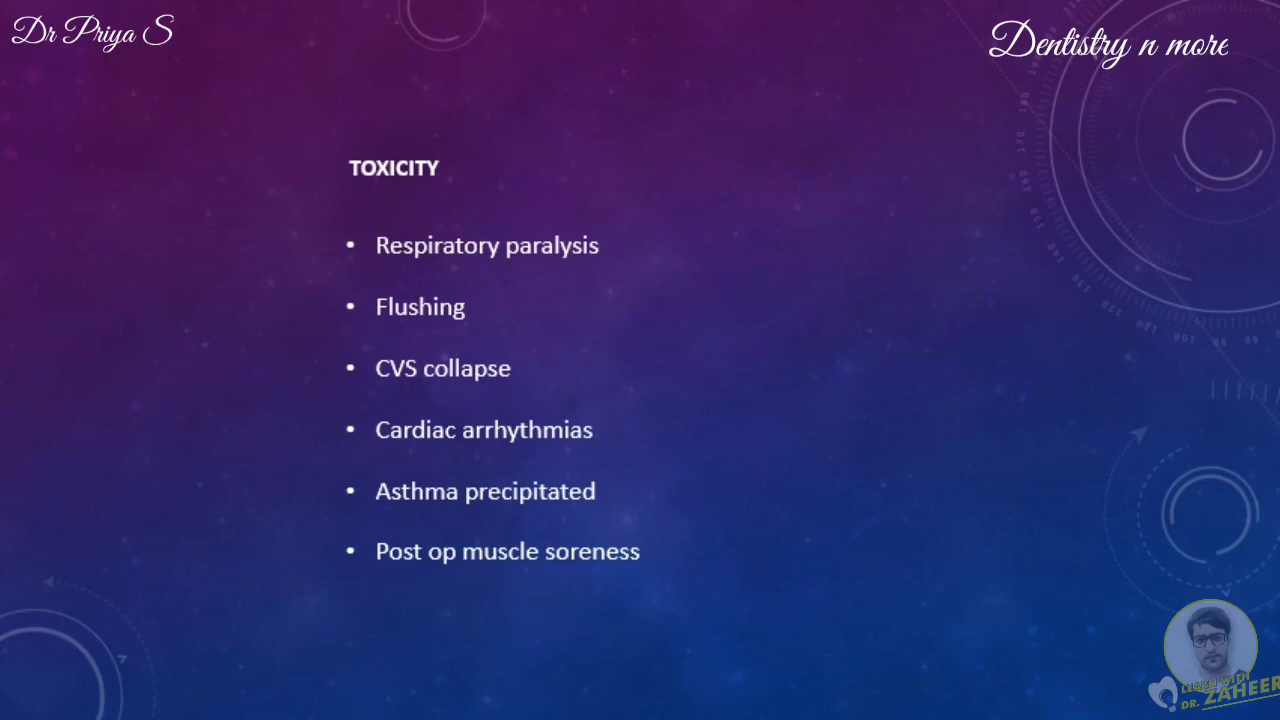 Dr Priya S
Dentistry n more
TOXICITY
• Respiratory paralysis
• Flushing
• CVS collapse
• Cardiac arrhythmias
• Asthma precipitated
• Post op muscle soreness
LEARN WITH
DR. ZAHEER